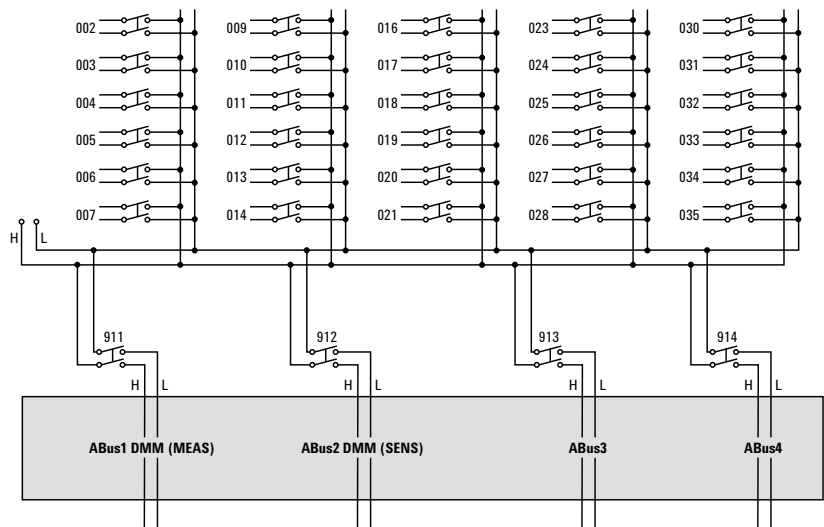 002 009 016 023 030
003 010 017 024 031
004 011 018 025 032
005 012 019 026 033
006 013 020 027 034
007 014 021 028 035
H L
911 912 913 914
H L H L H L H L
ABus1 DMM (MEAS) ABus2 DMM (SENS) ABus3 ABus4